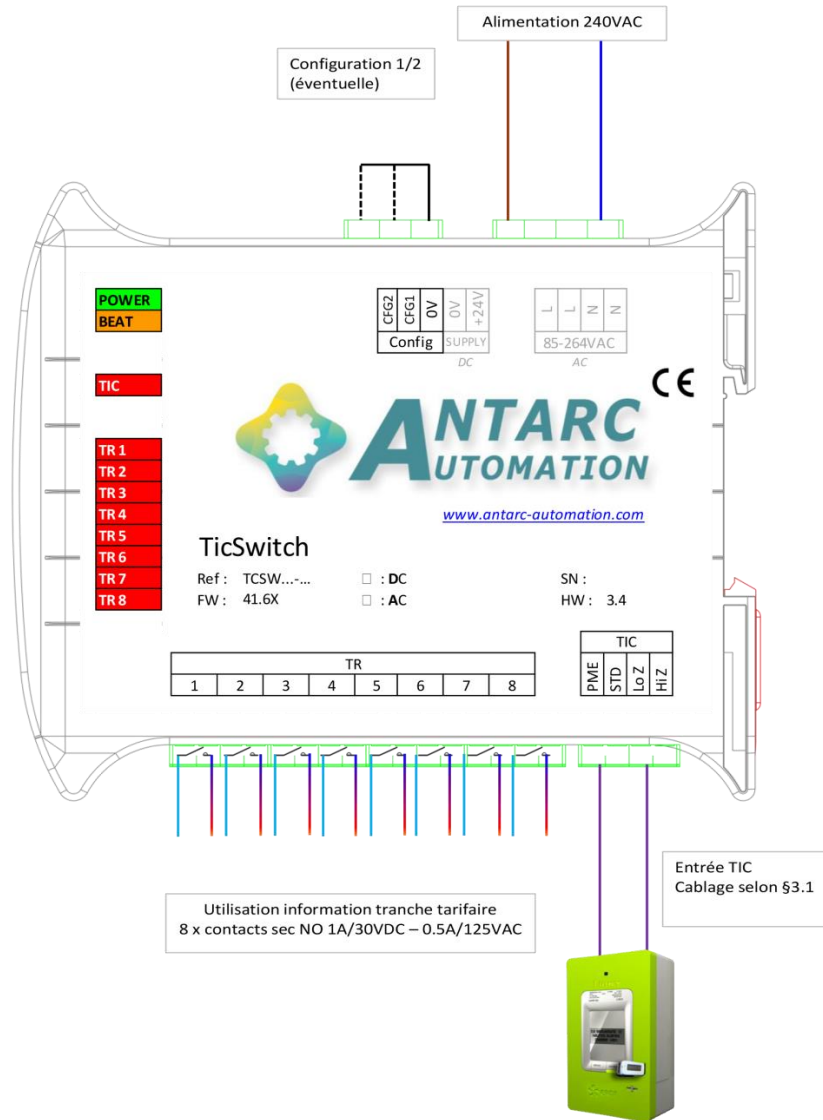 Alimentation 240VAC
Configuration 1/2
(éventuelle)
POWER
BEAT
TIC
TR 1
TR 2
TR 3
TR 4
TR 5
TR 6
TR 7
TR 8
CFG2
CFG1
0V
0V
+24V
Config
SUPPLY
DC
L
L
N
N
85-264VAC
AC
CE
ANTARC
AUTOMATION
www.antarc-automation.com
TicSwitch
Ref : TCSW...-... ☐ : DC SN :
FW : 41.6X ☐ : AC HW : 3.4
TR
1 2 3 4 5 6 7 8
TIC
PME
STD
Lo Z
Hi Z
Entrée TIC
Cablage selon §3.1
Utilisation information tranche tarifaire
8 x contacts sec NO 1A/30VDC – 0.5A/125VAC